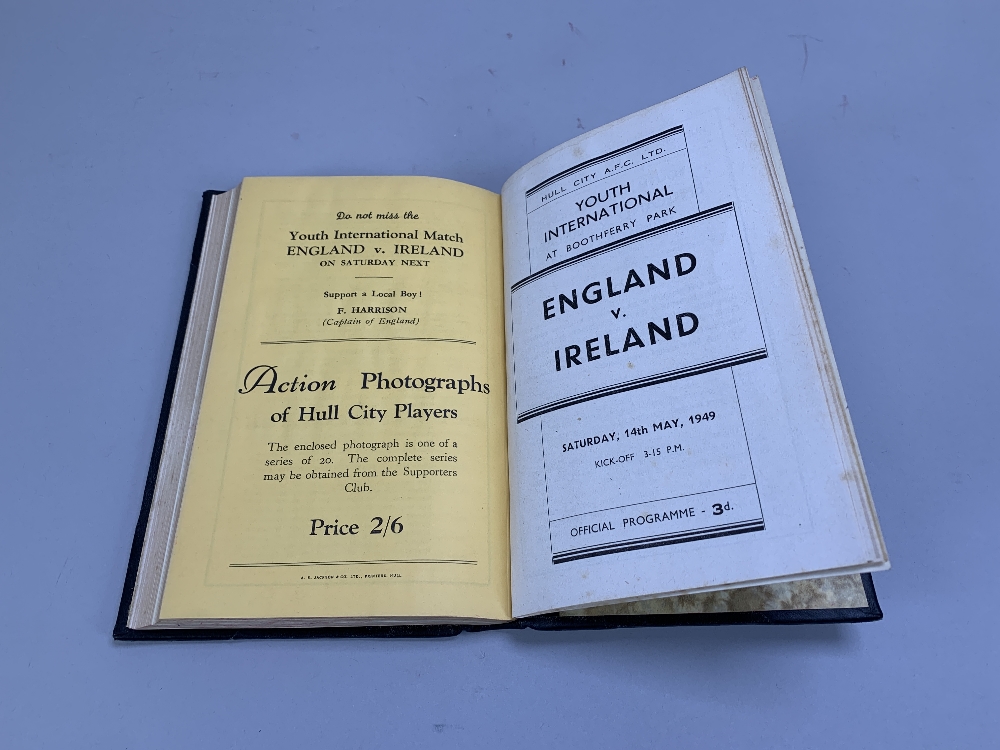 Do not miss the
Youth International Match
ENGLAND v. IRELAND
ON SATURDAY NEXT
Support a Local Boy!
F. HARRISON
(Captain of England)
Action Photographs
of Hull City Players
The enclosed photograph is one of a
series of 20. The complete series
may be obtained from the Supporters
Club.
Price 2/6
HULL CITY A.F.C. LTD.
YOUTH
INTERNATIONAL
AT BOOTHFERRY PARK
ENGLAND
v.
IRELAND
SATURDAY, 14th MAY, 1949
KICK-OFF 3-15 P.M.
OFFICIAL PROGRAMME - 3d.